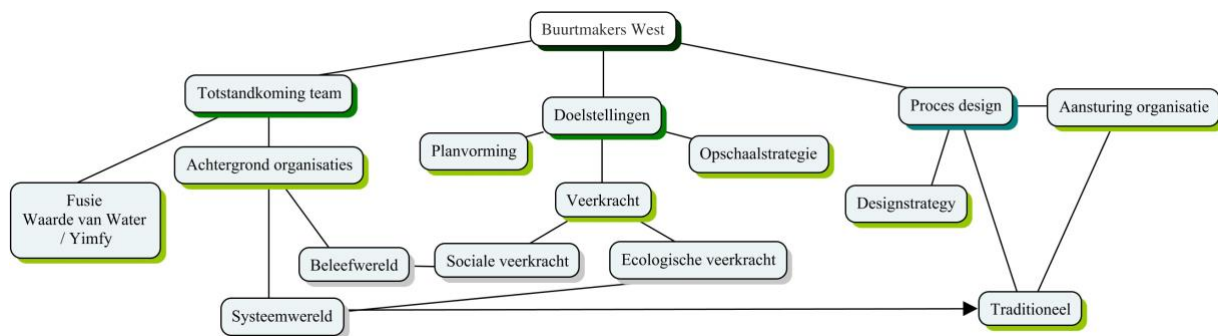 Buurtmakers West
Totstandkoming team
Doelstellingen
Proces design
Aansturing organisatie
Achtergrond organisaties
Planvorming
Opschaalstrategie
Fusie
Waarde van Water
/ Yimfy
Veerkracht
Designstrategy
Beleefwereld
Sociale veerkracht
Ecologische veerkracht
Systeemwereld
Traditioneel